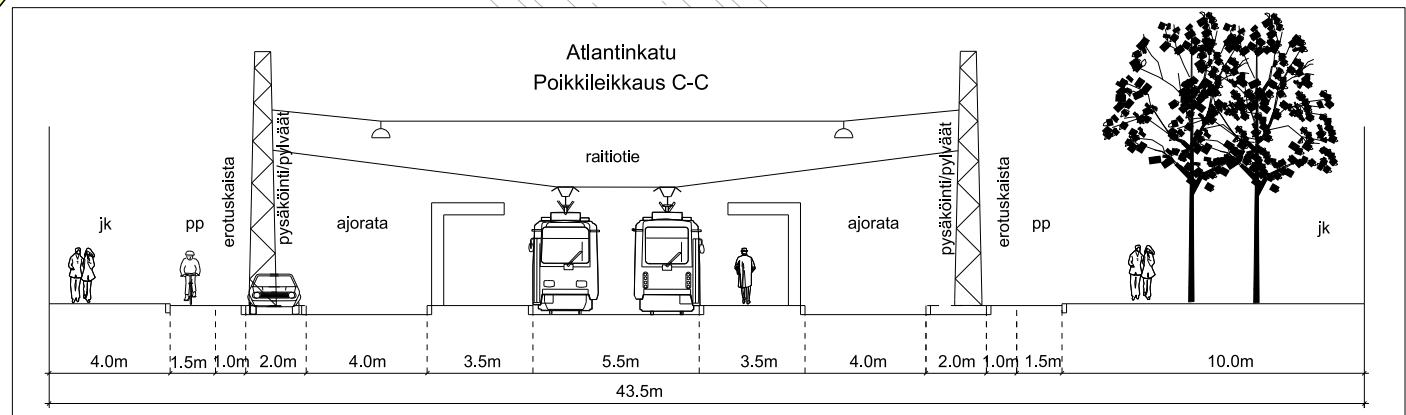 Atlantinkatu
Poikkileikkaus C-C
raitiotie
jk
pp
erotuskaista
pysäköinti/pylväät
ajorata
ajorata
pysäköinti/pylväät
erotuskaista
pp
jk
4.0m 1.5m 1.0m 2.0m 4.0m 3.5m 5.5m 3.5m 4.0m 2.0m 1.0m 1.5m 10.0m
43.5m